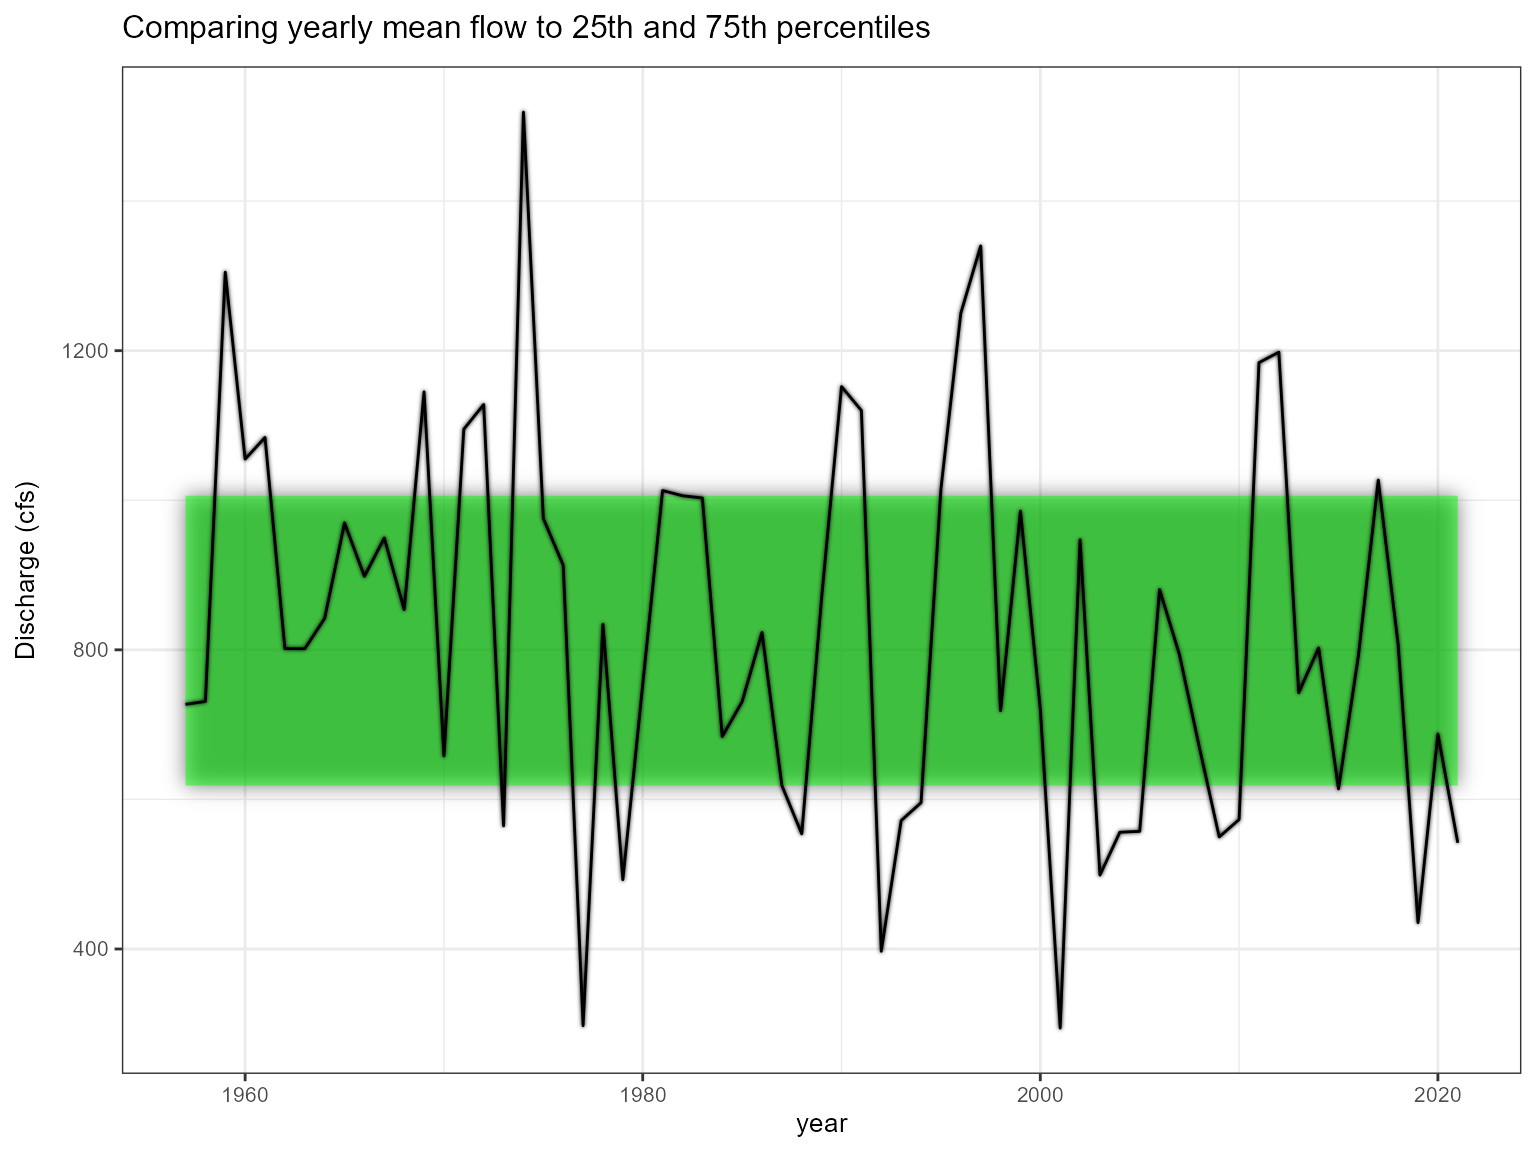 Comparing yearly mean flow to 25th and 75th percentiles
Discharge (cfs)
1200
800
400
1960 1980 2000 2020
year